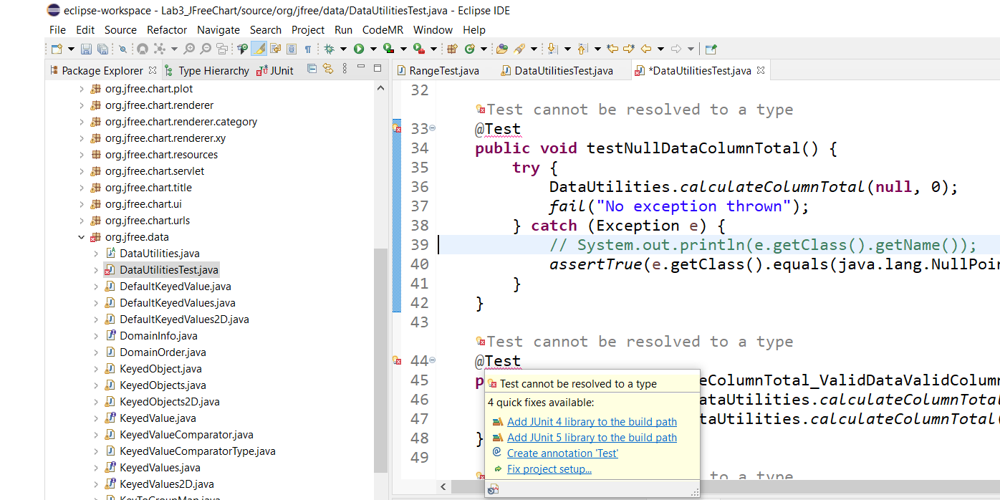 eclipse-workspace - Lab3_JFreeChart/source/org/jfree/data/DataUtilitiesTest.java - Eclipse IDE
File Edit Source Refactor Navigate Search Project Run CodeMR Window Help
Package Explorer Type Hierarchy JUnit
org.jfree.chart.plot
org.jfree.chart.renderer
org.jfree.chart.renderer.category
org.jfree.chart.renderer.xy
org.jfree.chart.resources
org.jfree.chart.servlet
org.jfree.chart.title
org.jfree.chart.ui
org.jfree.chart.urls
org.jfree.data
DataUtilities.java
DataUtilitiesTest.java
DefaultKeyedValue.java
DefaultKeyedValues.java
DefaultKeyedValues2D.java
DomainInfo.java
DomainOrder.java
KeyedObject.java
KeyedObjects.java
KeyedObjects2D.java
KeyedValue.java
KeyedValueComparator.java
KeyedValueComparatorType.java
KeyedValues.java
KeyedValues2D.java
KeyToGroupMap.java
RangeTest.java DataUtilitiesTest.java *DataUtilitiesTest.java
32
Test cannot be resolved to a type
33 @Test
34 public void testNullDataColumnTotal() {
35 try {
36 DataUtilities.calculateColumnTotal(null, 0);
37 fail("No exception thrown");
38 } catch (Exception e) {
39 // System.out.println(e.getClass().getName());
40 assertTrue(e.getClass().equals(java.lang.NullPoi
41 }
42 }
43
Test cannot be resolved to a type
44 @Test
45 p eColumnTotal_ValidDataValidColumn
46 ataUtilities.calculateColumnTotal
47 taUtilities.calculateColumnTotal(
48 }
49
to a type
Test cannot be resolved to a type
4 quick fixes available:
Add JUnit 4 library to the build path
Add JUnit 5 library to the build path
Create annotation 'Test'
Fix project setup...